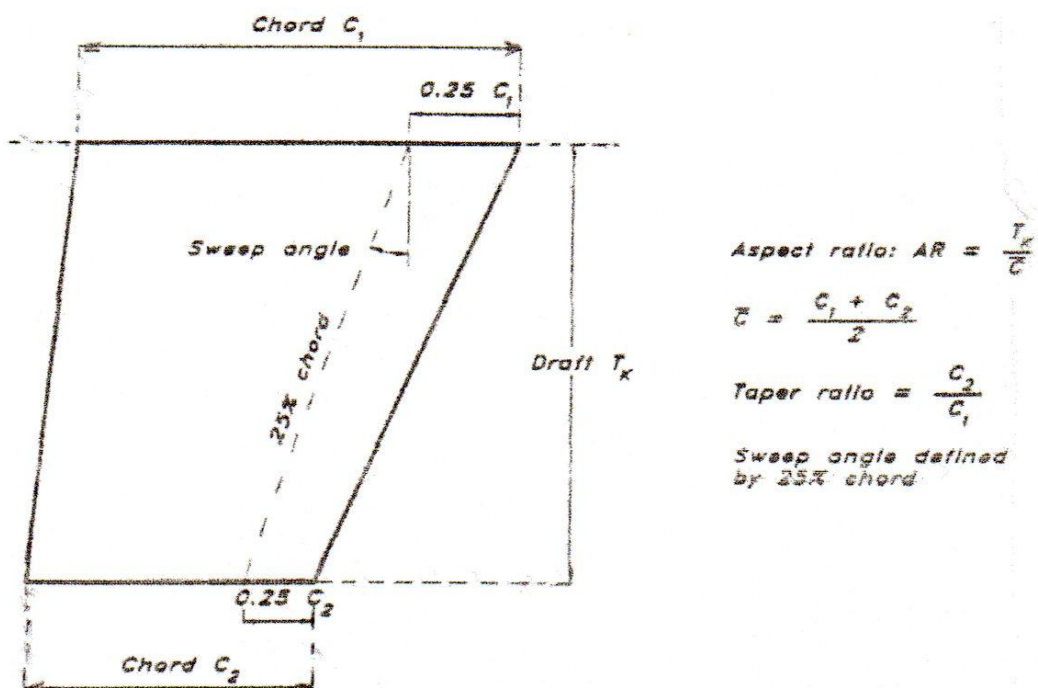 Chord C₁
0.25 C₁
Sweep angle
25% chord
Draft Tₖ
0.25 C₂
Chord C₂
Aspect ratio: AR = Tₖ / C̅
C̅ = C₁ + C₂ / 2
Taper ratio = C₂ / C₁
Sweep angle defined
by 25% chord